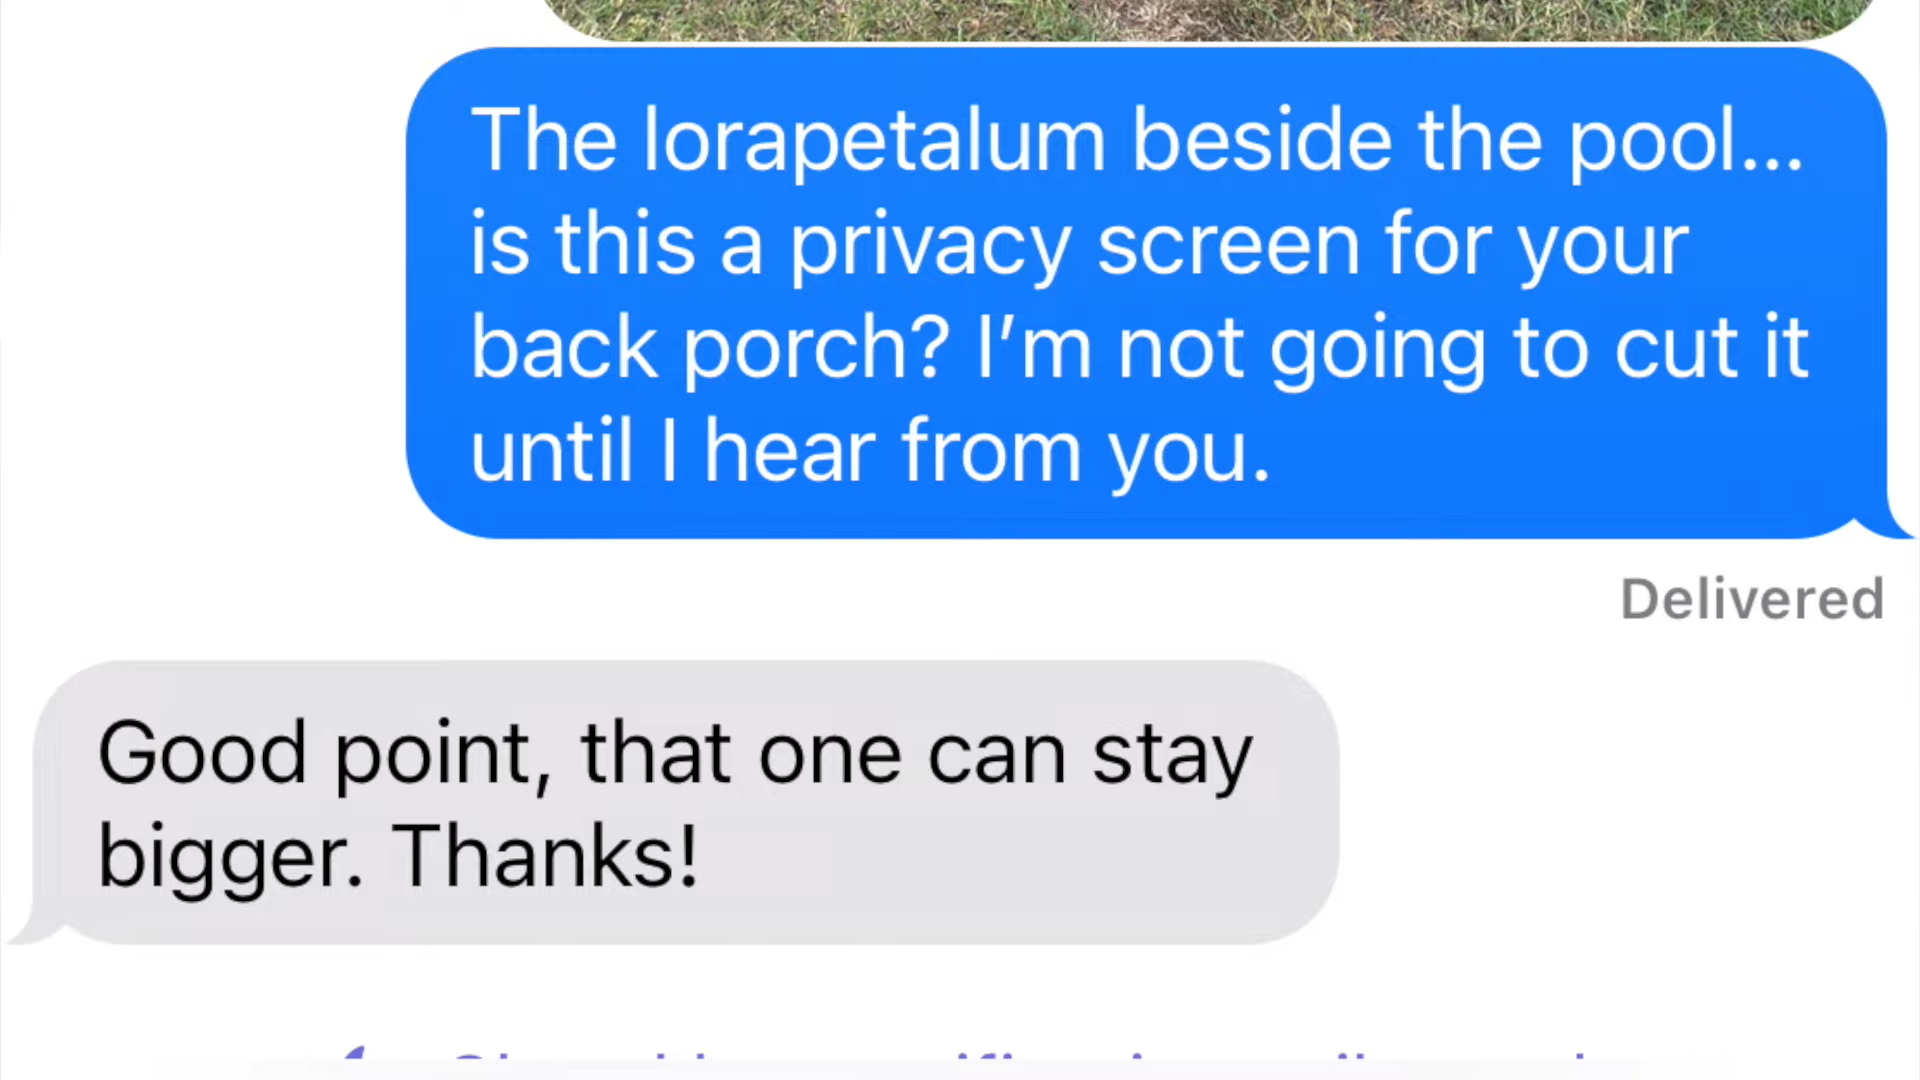 The lorapetalum beside the pool...
is this a privacy screen for your
back porch? I’m not going to cut it
until I hear from you.
Delivered
Good point, that one can stay
bigger. Thanks!